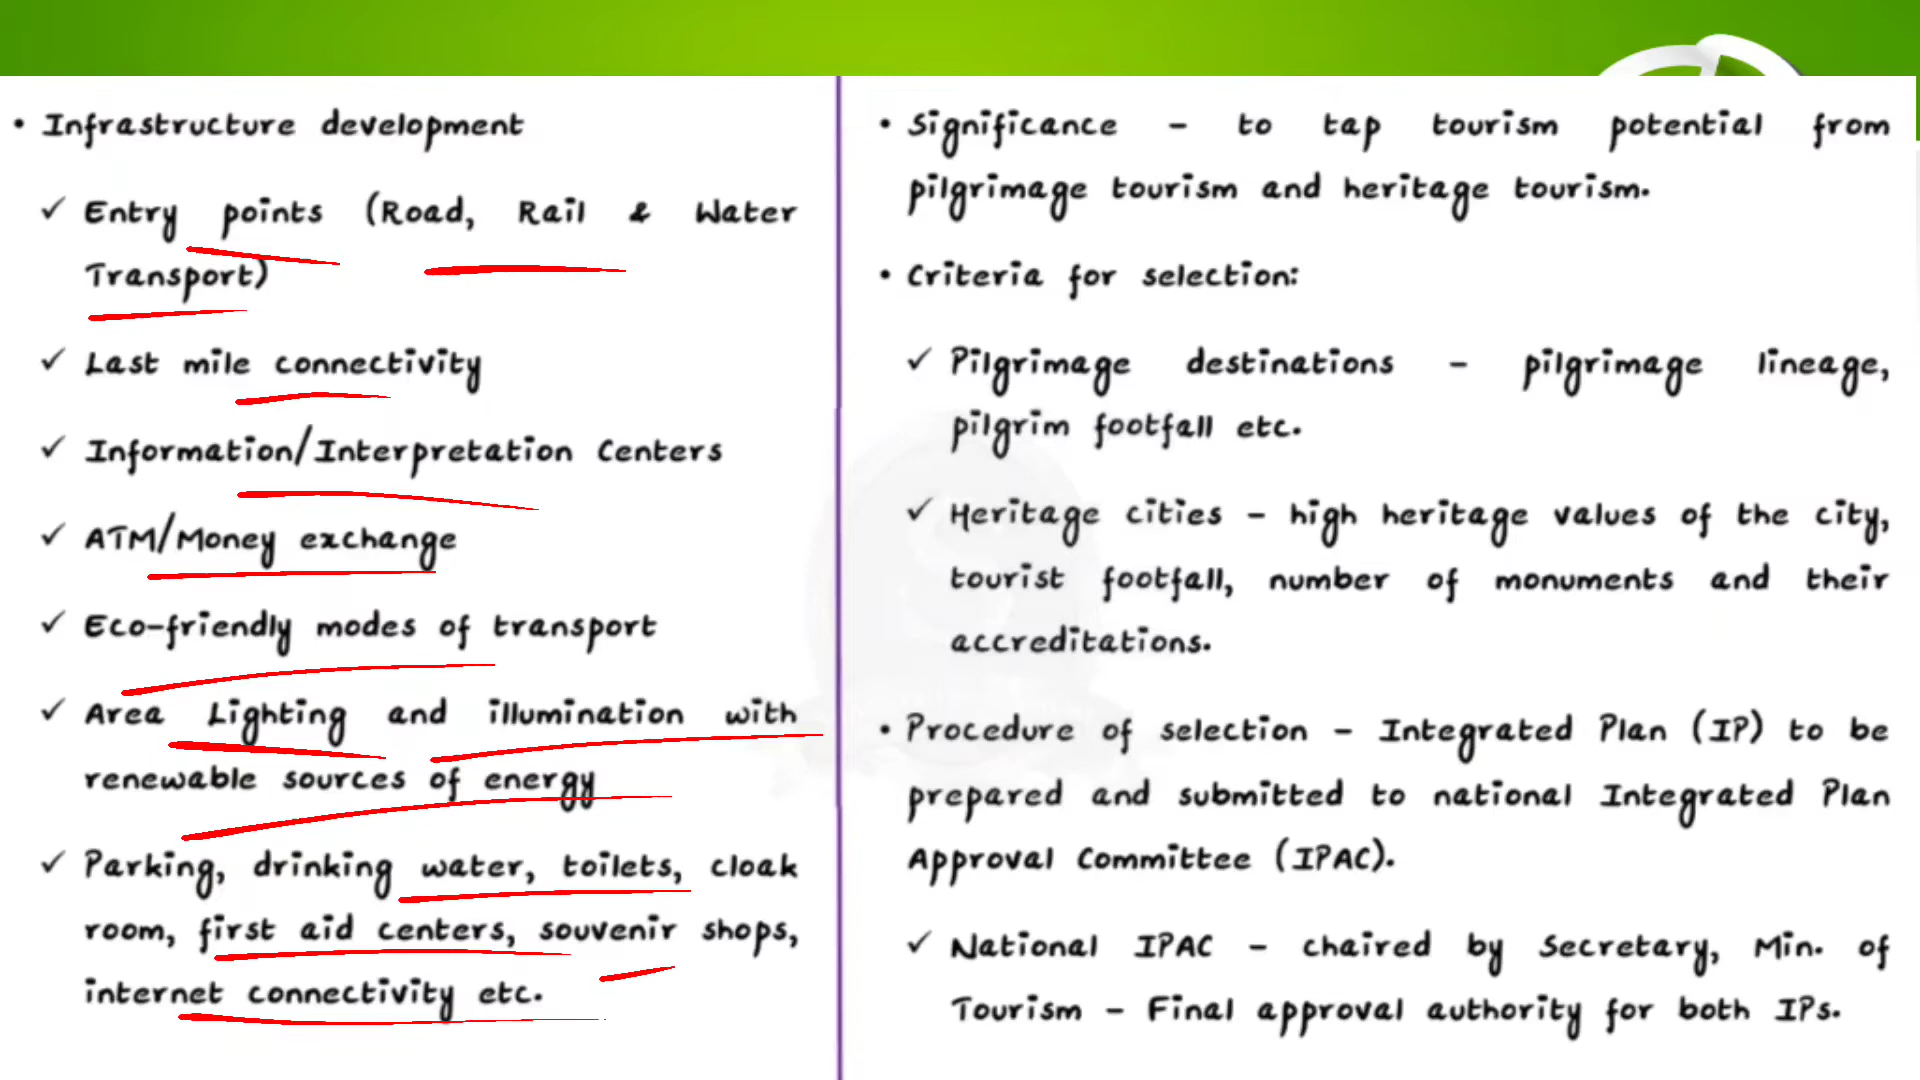 • Infrastructure development
✓ Entry points (Road, Rail & Water
Transport)
✓ Last mile connectivity
✓ Information/Interpretation Centers
✓ ATM/Money exchange
✓ Eco-friendly modes of transport
✓ Area Lighting and illumination with
renewable sources of energy
✓ Parking, drinking water, toilets, cloak
room, first aid centers, souvenir shops,
internet connectivity etc.
• Significance - to tap tourism potential from
pilgrimage tourism and heritage tourism.
• Criteria for selection:
✓ Pilgrimage destinations - pilgrimage lineage,
pilgrim footfall etc.
✓ Heritage cities - high heritage values of the city,
tourist footfall, number of monuments and their
accreditations.
• Procedure of selection - Integrated Plan (IP) to be
prepared and submitted to national Integrated Plan
Approval Committee (IPAC).
✓ National IPAC - chaired by Secretary, Min. of
Tourism - Final approval authority for both IPs.